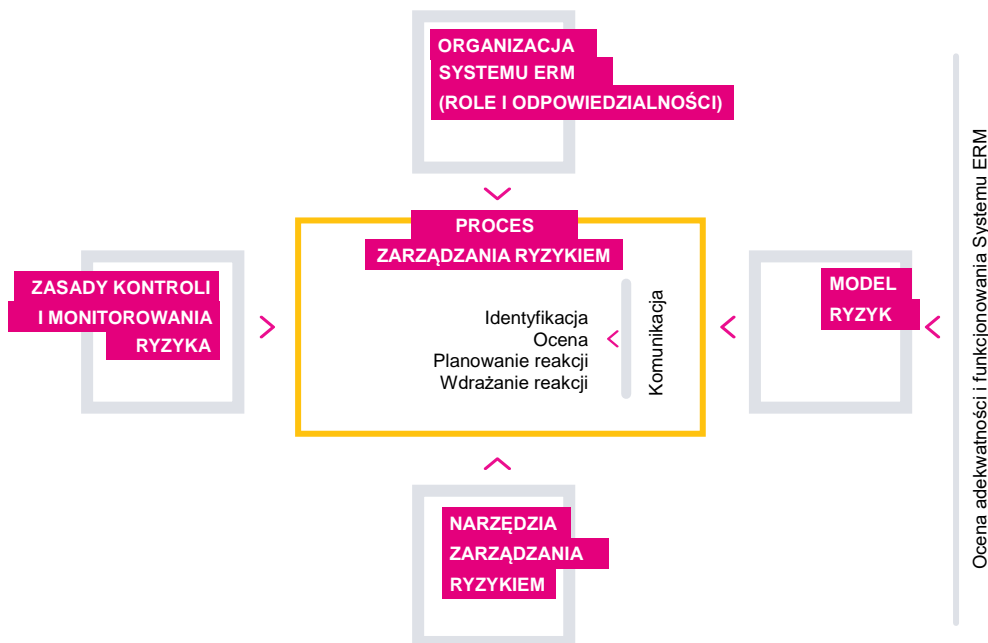 ORGANIZACJA
SYSTEMU ERM
(ROLE I ODPOWIEDZIALNOŚCI)
PROCES
ZARZĄDZANIA RYZYKIEM
ZASADY KONTROLI
I MONITOROWANIA
RYZYKA
Identyfikacja
Ocena
Planowanie reakcji
Wdrażanie reakcji
Komunikacja
MODEL
RYZYK
NARZĘDZIA
ZARZĄDZANIA
RYZYKIEM
Ocena adekwatności i funkcjonowania Systemu ERM